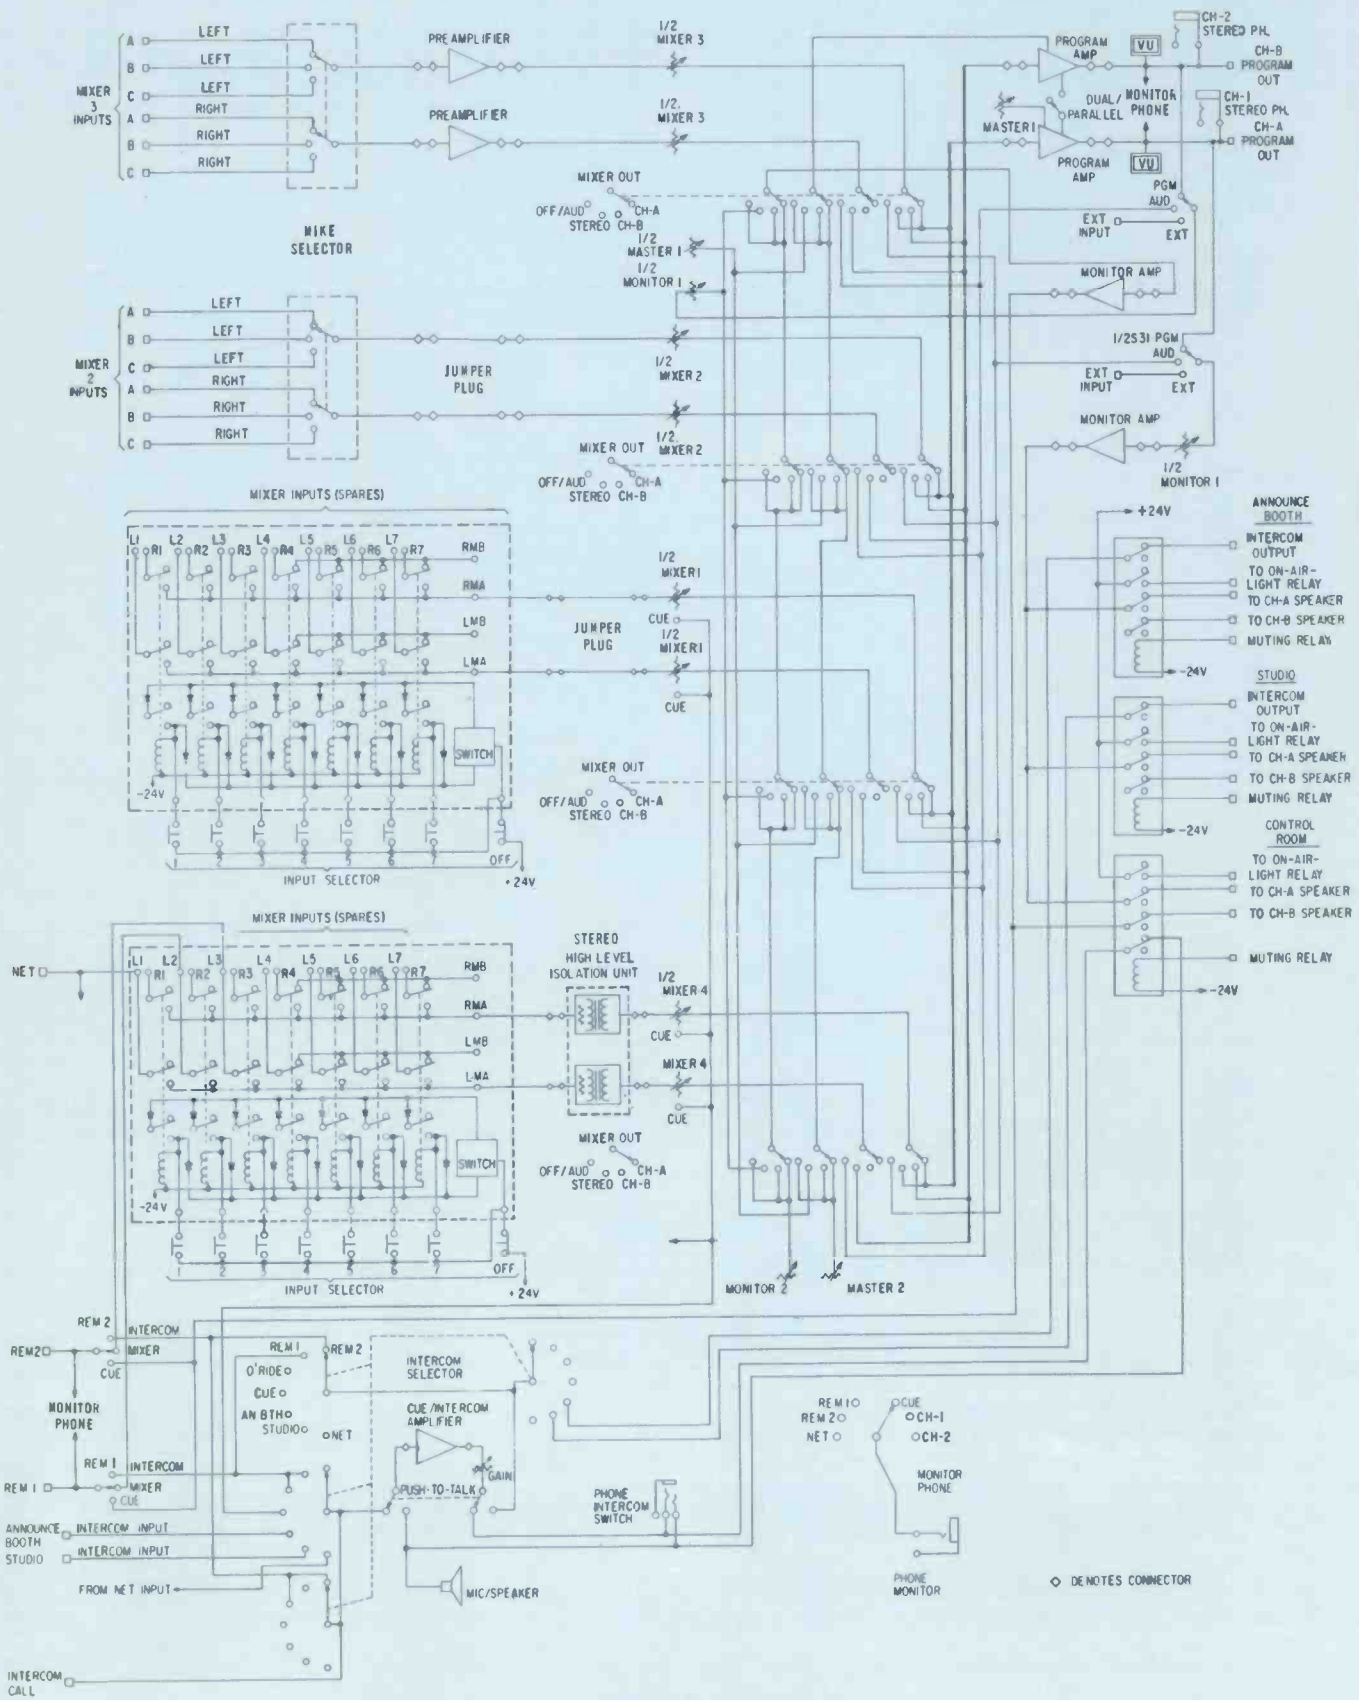 MIXER
3
INPUTS
A
LEFT
B
LEFT
C
LEFT
A
RIGHT
B
RIGHT
C
RIGHT
MIKE
SELECTOR
PREAMPLIFIER
PREAMPLIFIER
1/2
MIXER 3
1/2
MIXER 3
PROGRAM
AMP
VU
CH-2
STEREO PH.
CH-B
PROGRAM
OUT
DUAL/
PARALLEL
MONITOR
PHONE
MASTER 1
PROGRAM
AMP
VU
CH-1
STEREO PH.
CH-A
PROGRAM
OUT
PGM
AUD
EXT
INPUT
EXT
MIXER OUT
OFF/AUD
CH-A
STEREO CH-B
1/2
MASTER 1
1/2
MONITOR 1
MONITOR AMP
1/2S31 PGM
AUD
EXT
INPUT
EXT
MONITOR AMP
1/2
MONITOR 1
MIXER
2
INPUTS
A
LEFT
B
LEFT
C
LEFT
A
RIGHT
B
RIGHT
C
RIGHT
JUMPER
PLUG
1/2
MIXER 2
1/2
MIXER 2
MIXER OUT
OFF/AUD
CH-A
STEREO CH-B
MIXER INPUTS (SPARES)
L1
R1
L2
R2
L3
R3
L4
R4
L5
R5
L6
R6
L7
R7
RMB
RMA
LMB
LMA
SWITCH
-24V
1
2
3
4
5
6
7
OFF
INPUT SELECTOR
+24V
JUMPER
PLUG
1/2
MIXER 1
CUE
1/2
MIXER 1
CUE
MIXER OUT
OFF/AUD
CH-A
STEREO
CH-B
+24V
ANNOUNCE
BOOTH
INTERCOM
OUTPUT
TO ON-AIR-
LIGHT RELAY
TO CH-A SPEAKER
TO CH-B SPEAKER
MUTING RELAY
-24V
STUDIO
INTERCOM
OUTPUT
TO ON-AIR-
LIGHT RELAY
TO CH-A SPEAKER
TO CH-B SPEAKER
MUTING RELAY
-24V
CONTROL
ROOM
TO ON-AIR-
LIGHT RELAY
TO CH-A SPEAKER
TO CH-B SPEAKER
MUTING RELAY
-24V
MIXER INPUTS (SPARES)
NET
L1
R1
L2
R2
L3
R3
L4
R4
L5
R5
L6
R6
L7
R7
RMB
RMA
LMB
LMA
SWITCH
-24V
1
2
3
4
5
6
7
OFF
INPUT SELECTOR
+24V
STEREO
HIGH LEVEL
ISOLATION UNIT
1/2
MIXER 4
CUE
MIXER 4
CUE
MIXER OUT
OFF/AUD
CH-A
STEREO CH-B
MONITOR 2
MASTER 2
REM 2
INTERCOM
REM2
MIXER
CUE
MONITOR
PHONE
REM 1
INTERCOM
REM 1
MIXER
CUE
ANNOUNCE
BOOTH
INTERCOM INPUT
STUDIO
INTERCOM INPUT
FROM NET INPUT
INTERCOM
CALL
REM 1
REM 2
O'RIDE
CUE
AN BTH
STUDIO
NET
INTERCOM
SELECTOR
CUE/INTERCOM
AMPLIFIER
GAIN
PUSH-TO-TALK
MIC/SPEAKER
PHONE
INTERCOM
SWITCH
REM 1
CUE
REM 2
CH-1
NET
CH-2
MONITOR
PHONE
PHONE
MONITOR
◇ DENOTES CONNECTOR